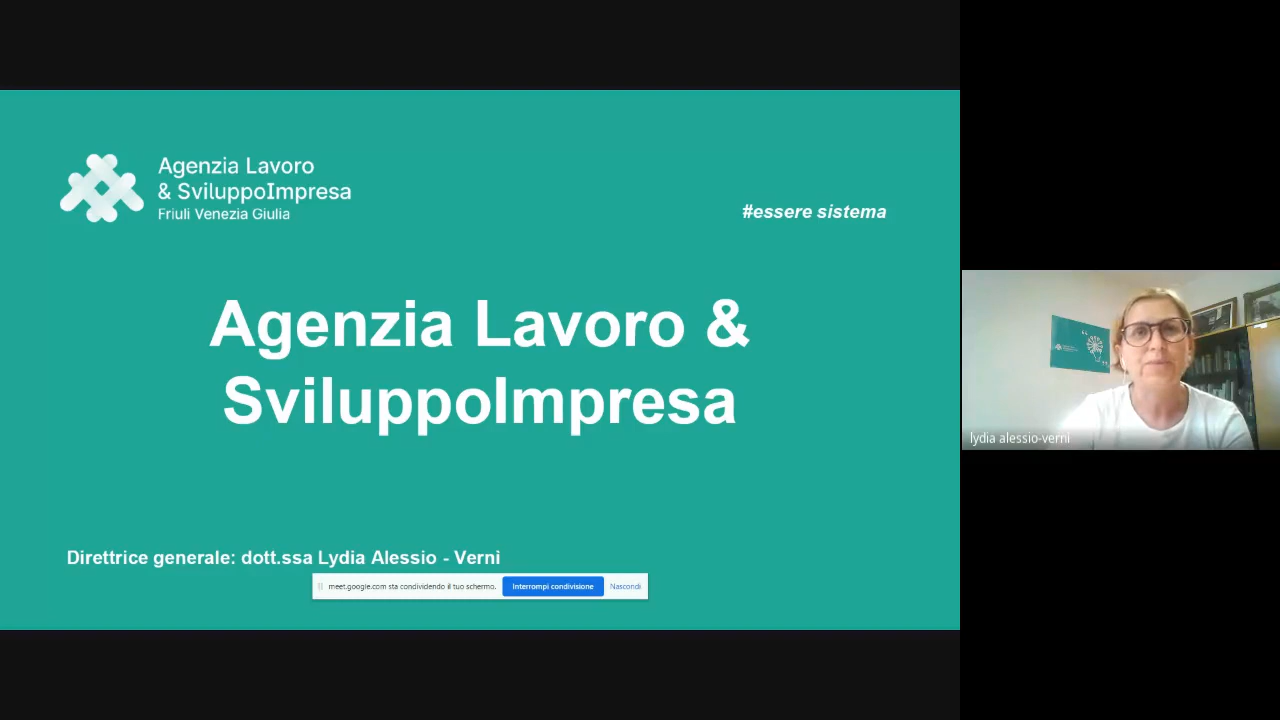 Agenzia Lavoro
& SviluppoImpresa
Friuli Venezia Giulia
#essere sistema
Agenzia Lavoro &
SviluppoImpresa
Direttrice generale: dott.ssa Lydia Alessio - Verni
meet.google.com sta condividendo il tuo schermo. Interrompi condivisione Nascondi
lydia alessio-verni